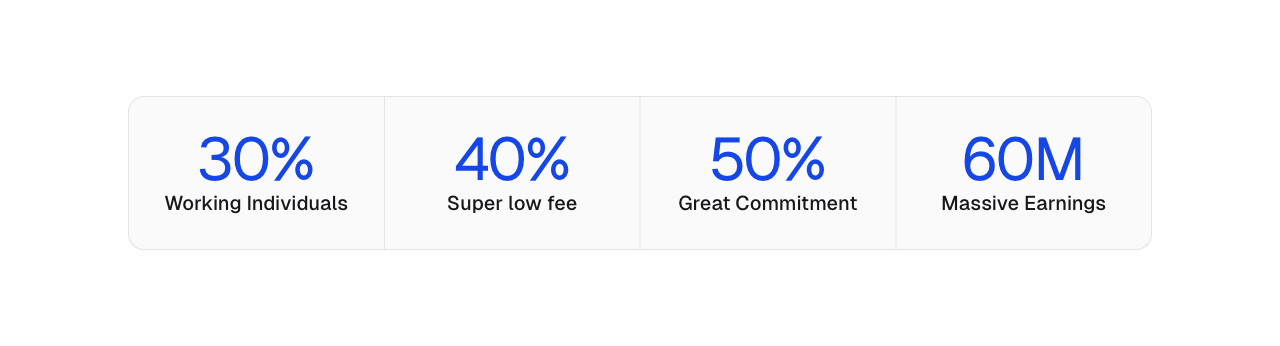 30%
Working Individuals
40%
Super low fee
50%
Great Commitment
60M
Massive Earnings